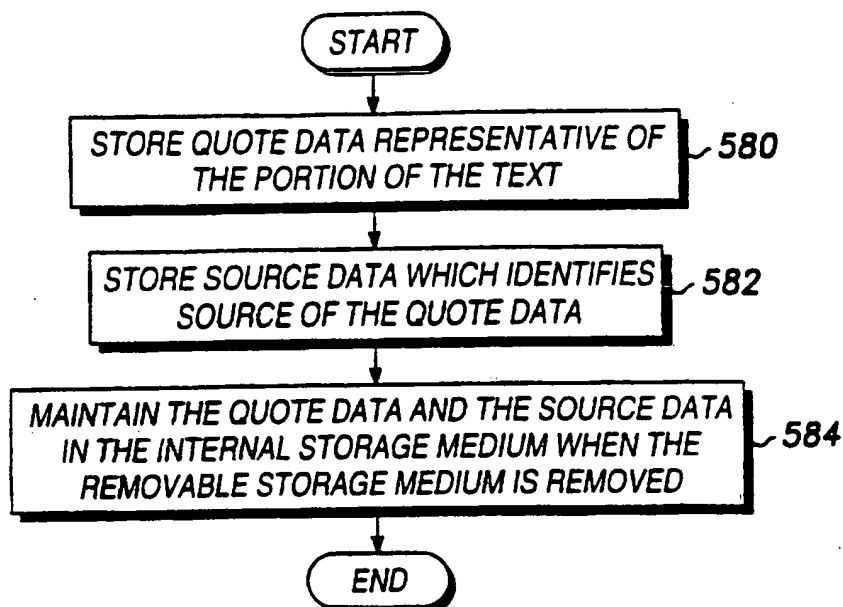 START
STORE QUOTE DATA REPRESENTATIVE OF
THE PORTION OF THE TEXT
580
STORE SOURCE DATA WHICH IDENTIFIES
SOURCE OF THE QUOTE DATA
582
MAINTAIN THE QUOTE DATA AND THE SOURCE DATA
IN THE INTERNAL STORAGE MEDIUM WHEN THE
REMOVABLE STORAGE MEDIUM IS REMOVED
584
END